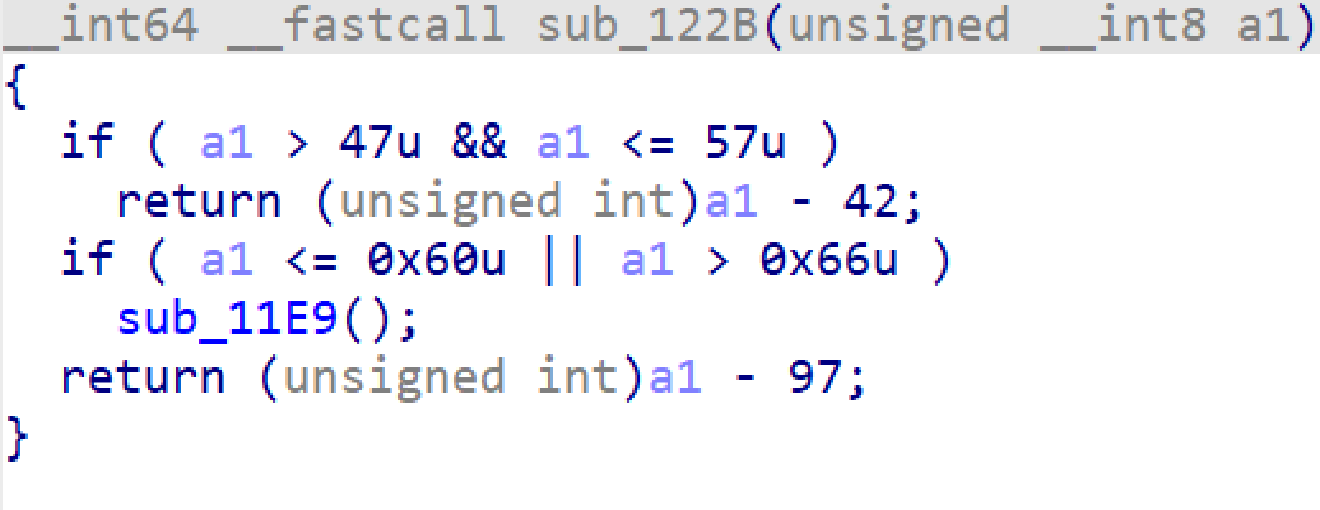 __int64 __fastcall sub_122B(unsigned __int8 a1)
{
  if ( a1 > 47u && a1 <= 57u )
    return (unsigned int)a1 - 42;
  if ( a1 <= 0x60u || a1 > 0x66u )
    sub_11E9();
  return (unsigned int)a1 - 97;
}